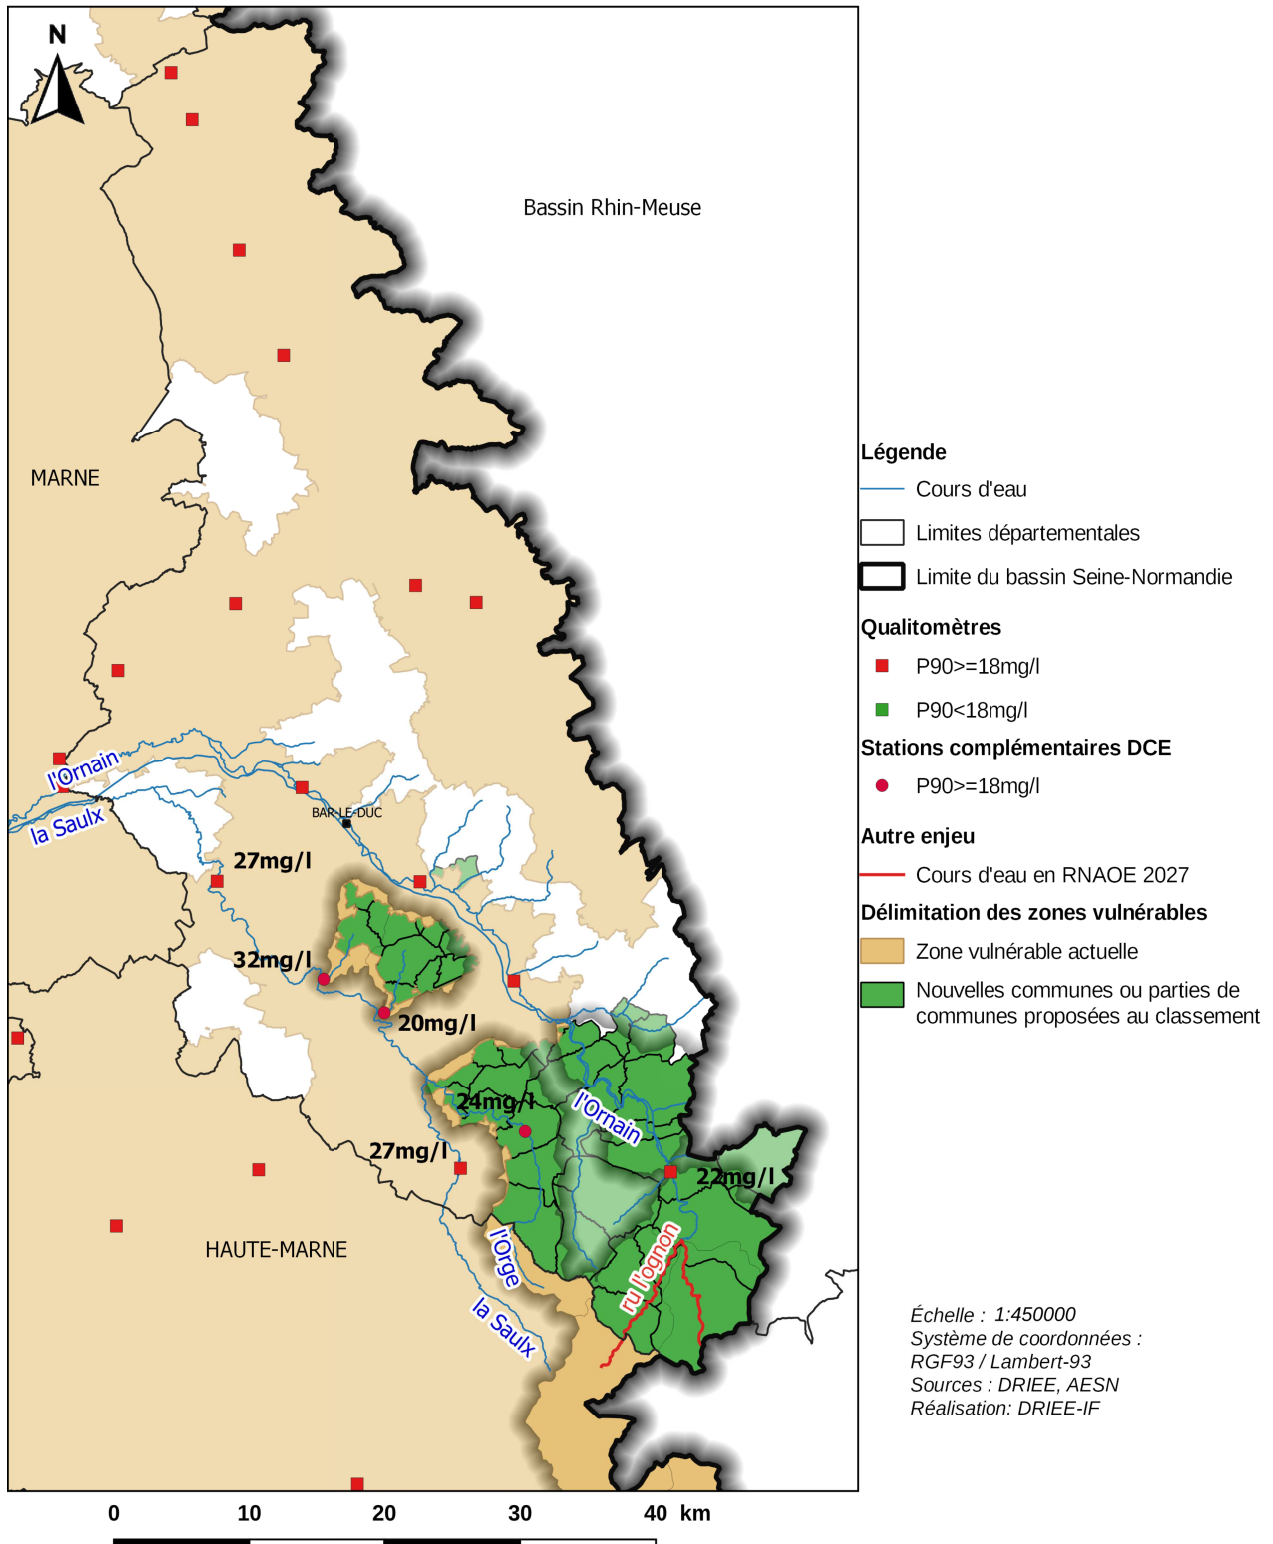 N
Bassin Rhin-Meuse
MARNE
l'Ornain
la Saulx
BAR-LE-DUC
27mg/l
32mg/l
20mg/l
24mg/l
l'Ornain
27mg/l
22mg/l
HAUTE-MARNE
l'Orge
ru l'ognon
la Saulx
Légende
Cours d'eau
Limites départementales
Limite du bassin Seine-Normandie
Qualitomètres
P90>=18mg/l
P90<18mg/l
Stations complémentaires DCE
P90>=18mg/l
Autre enjeu
Cours d'eau en RNAOE 2027
Délimitation des zones vulnérables
Zone vulnérable actuelle
Nouvelles communes ou parties de
communes proposées au classement
Échelle : 1:450000
Système de coordonnées :
RGF93 / Lambert-93
Sources : DRIEE, AESN
Réalisation: DRIEE-IF
0 10 20 30 40 km